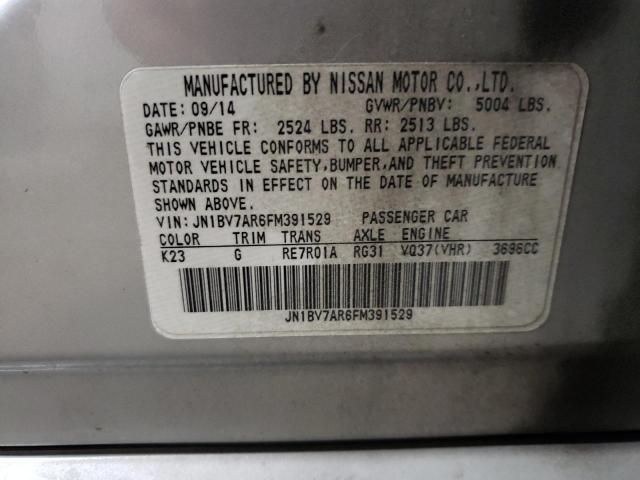 MANUFACTURED BY NISSAN MOTOR CO.,LTD.
DATE: 09/14 GVWR/PNBV: 5004 LBS.
GAWR/PNBE FR: 2524 LBS. RR: 2513 LBS.
THIS VEHICLE CONFORMS TO ALL APPLICABLE FEDERAL
MOTOR VEHICLE SAFETY,BUMPER,AND THEFT PREVENTION
STANDARDS IN EFFECT ON THE DATE OF MANUFACTURE
SHOWN ABOVE.
VIN: JN1BV7AR6FM391529 PASSENGER CAR
COLOR TRIM TRANS AXLE ENGINE
K23 G RE7R01A RG31 VQ37(VHR) 3696CC
JN1BV7AR6FM391529